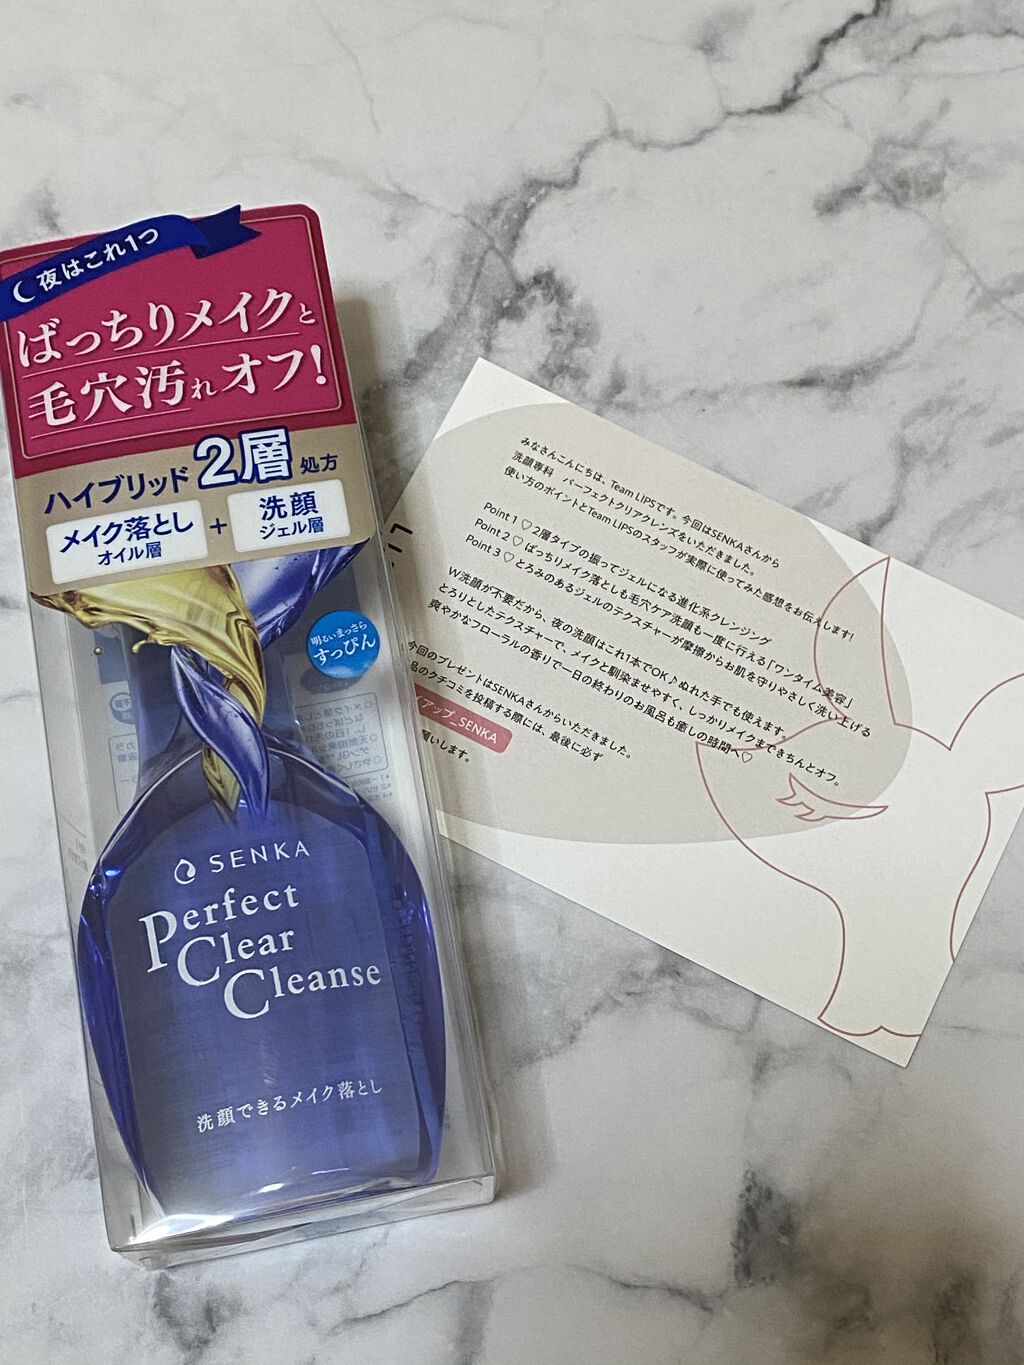 夜はこれ1つ
ばっちりメイクと
毛穴汚れオフ!
ハイブリッド2層処方
メイク落とし
オイル層
+
洗顔
ジェル層
明るいまっさら
すっぴん
SENKA
Perfect
Clear
Cleanse
洗顔できるメイク落とし
みなさんこんにちは、Team LIPSです。今回はSENKAさんから
洗顔専科 パーフェクトクリアクレンズをいただきました。
使い方のポイントとTeam LIPSのスタッフが実際に使ってみた感想をお伝えします!
Point 1 ♡ 2層タイプの振ってジェルになる進化系クレンジング
Point 2 ♡ ばっちりメイク落としも毛穴ケア洗顔も一度に行える「ワンタイム美容」
Point 3 ♡ とろみのあるジェルのテクスチャーが摩擦からお肌を守りやさしく洗い上げる
W洗顔が不要だから、夜の洗顔はこれ1本でOK♪ぬれた手でも使えます。
とろりとしたテクスチャーで、メイクと馴染ませやすく、しっかりメイクまできちんとオフ。
爽やかなフローラルの香りで一日の終わりのお風呂も癒しの時間へ♡
今回のプレゼントはSENKAさんからいただきました。
品のクチコミを投稿する際には、最後に必ず
イアップ_SENKA
願いします。